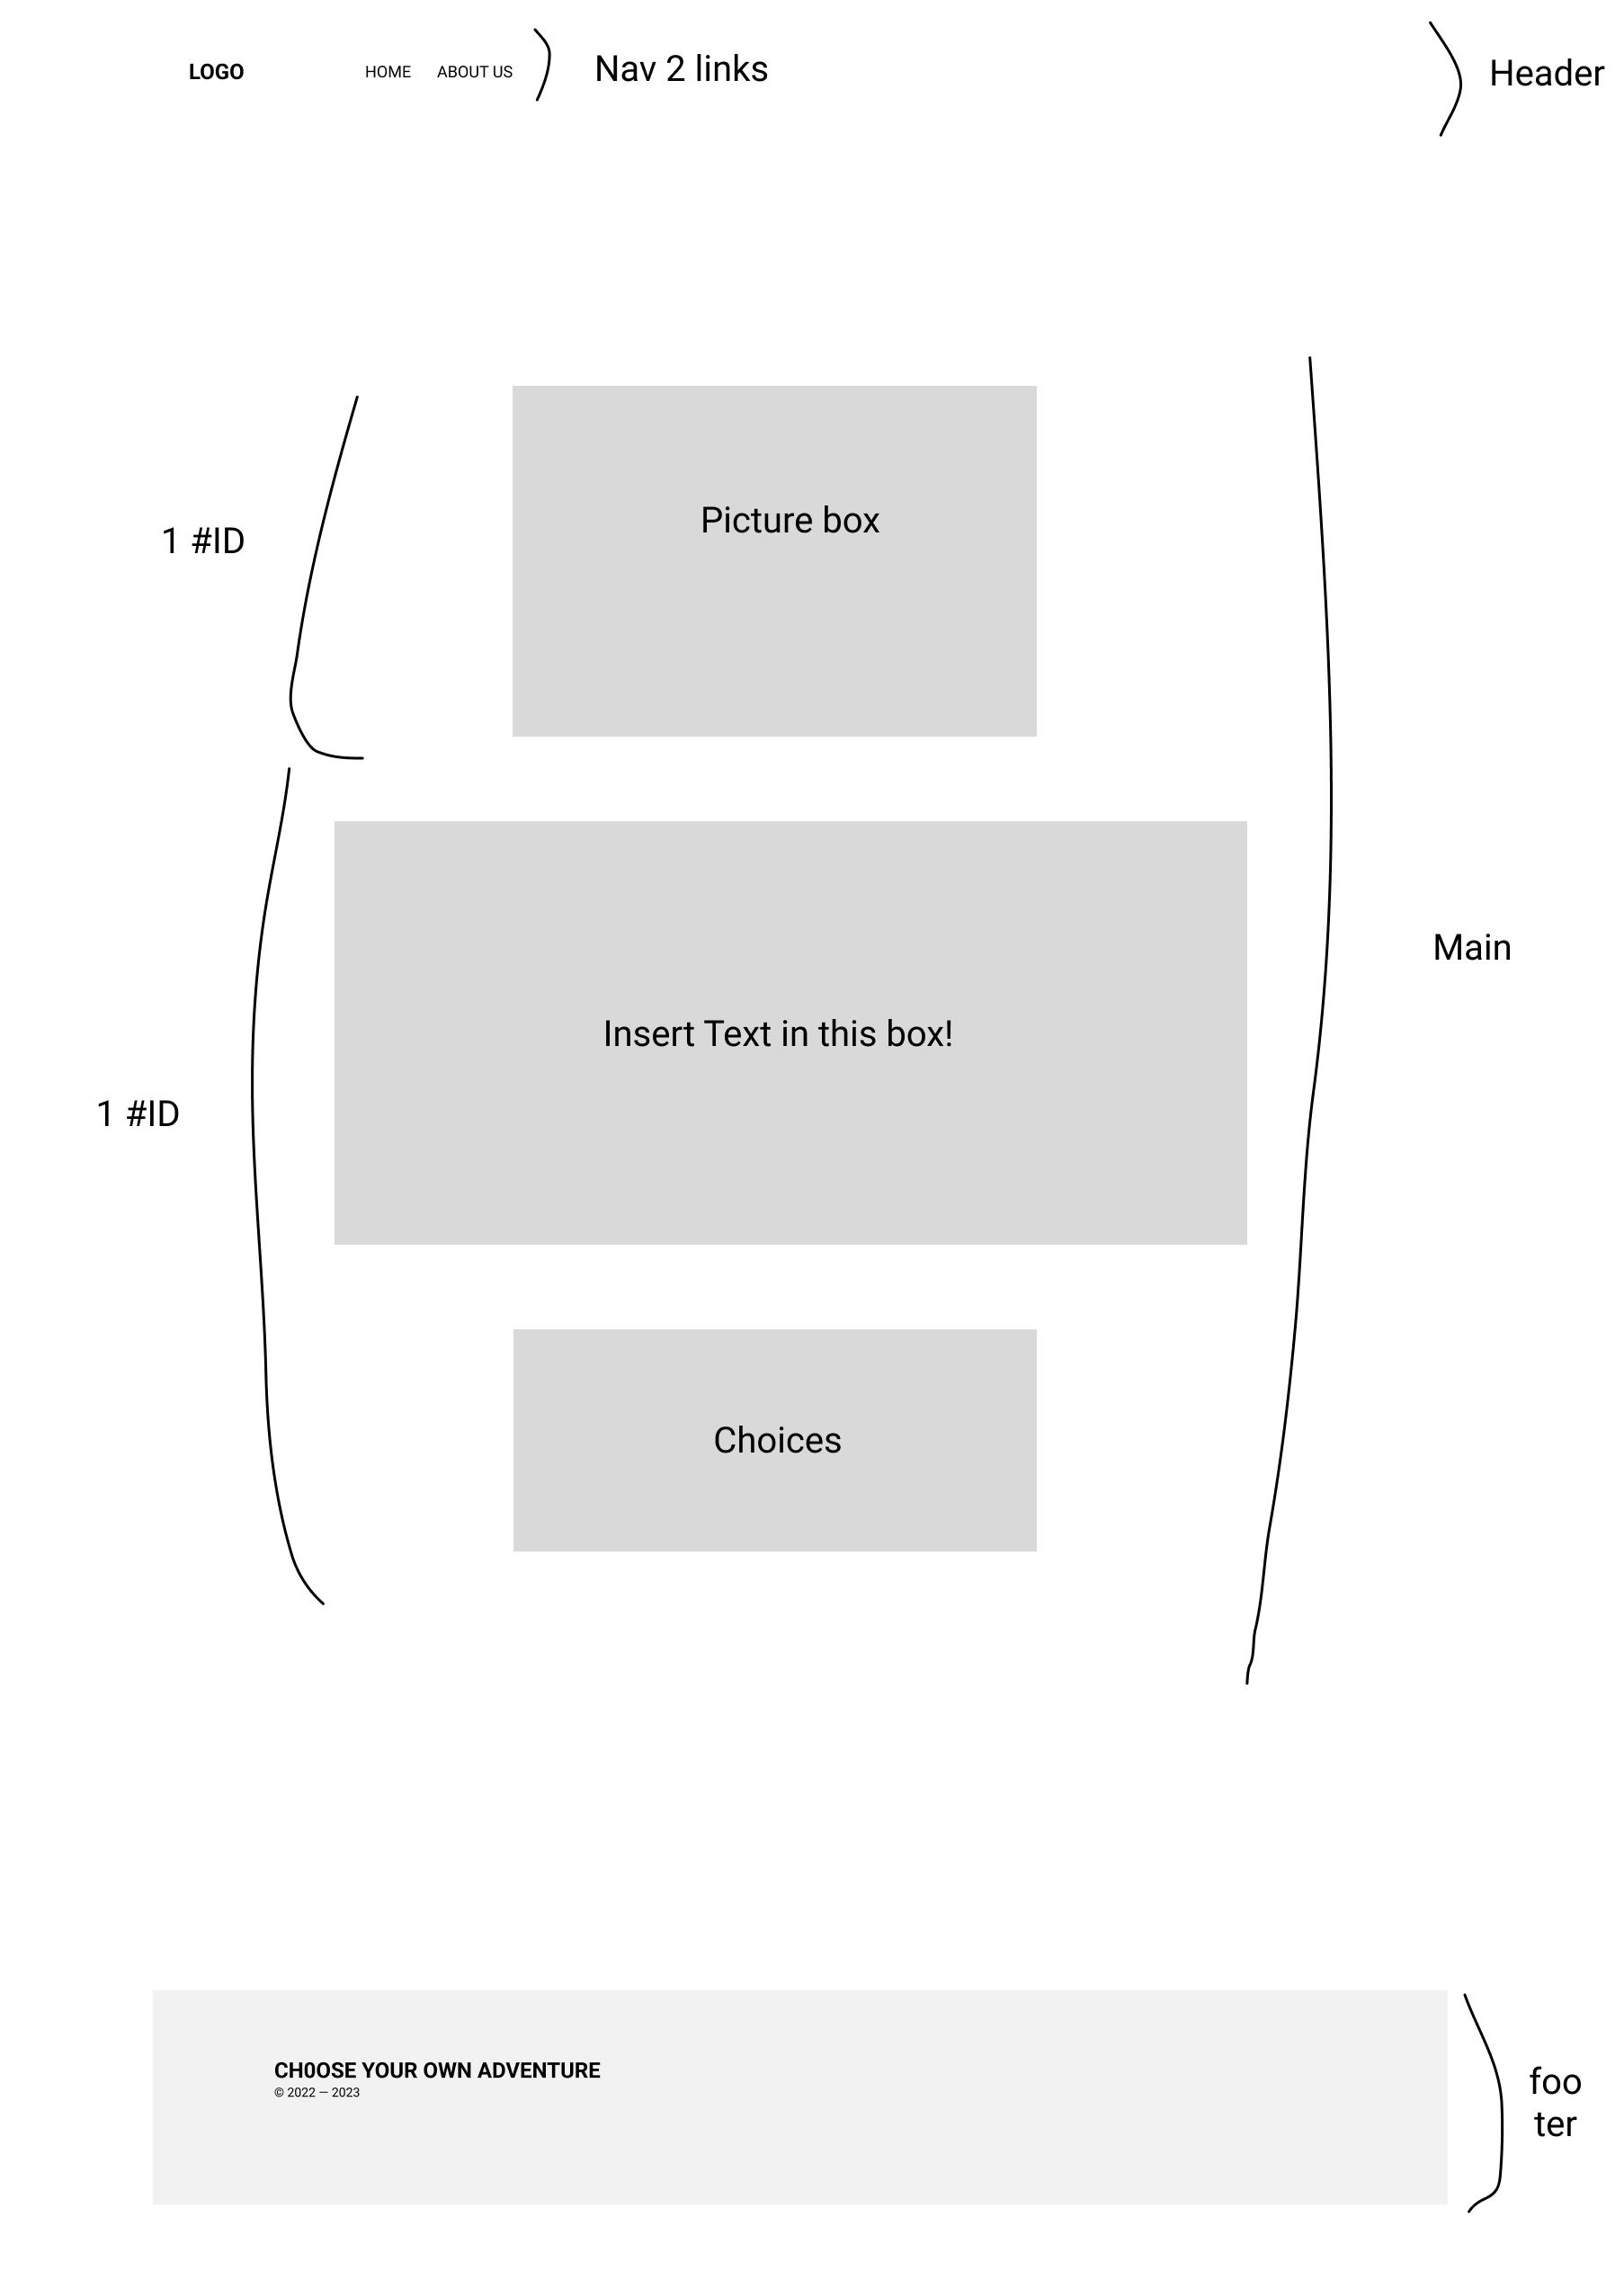 LOGO
HOME
ABOUT US
Nav 2 links
Header
Picture box
1 #ID
Main
Insert Text in this box!
1 #ID
Choices
CH0OSE YOUR OWN ADVENTURE
© 2022 — 2023
foo
ter